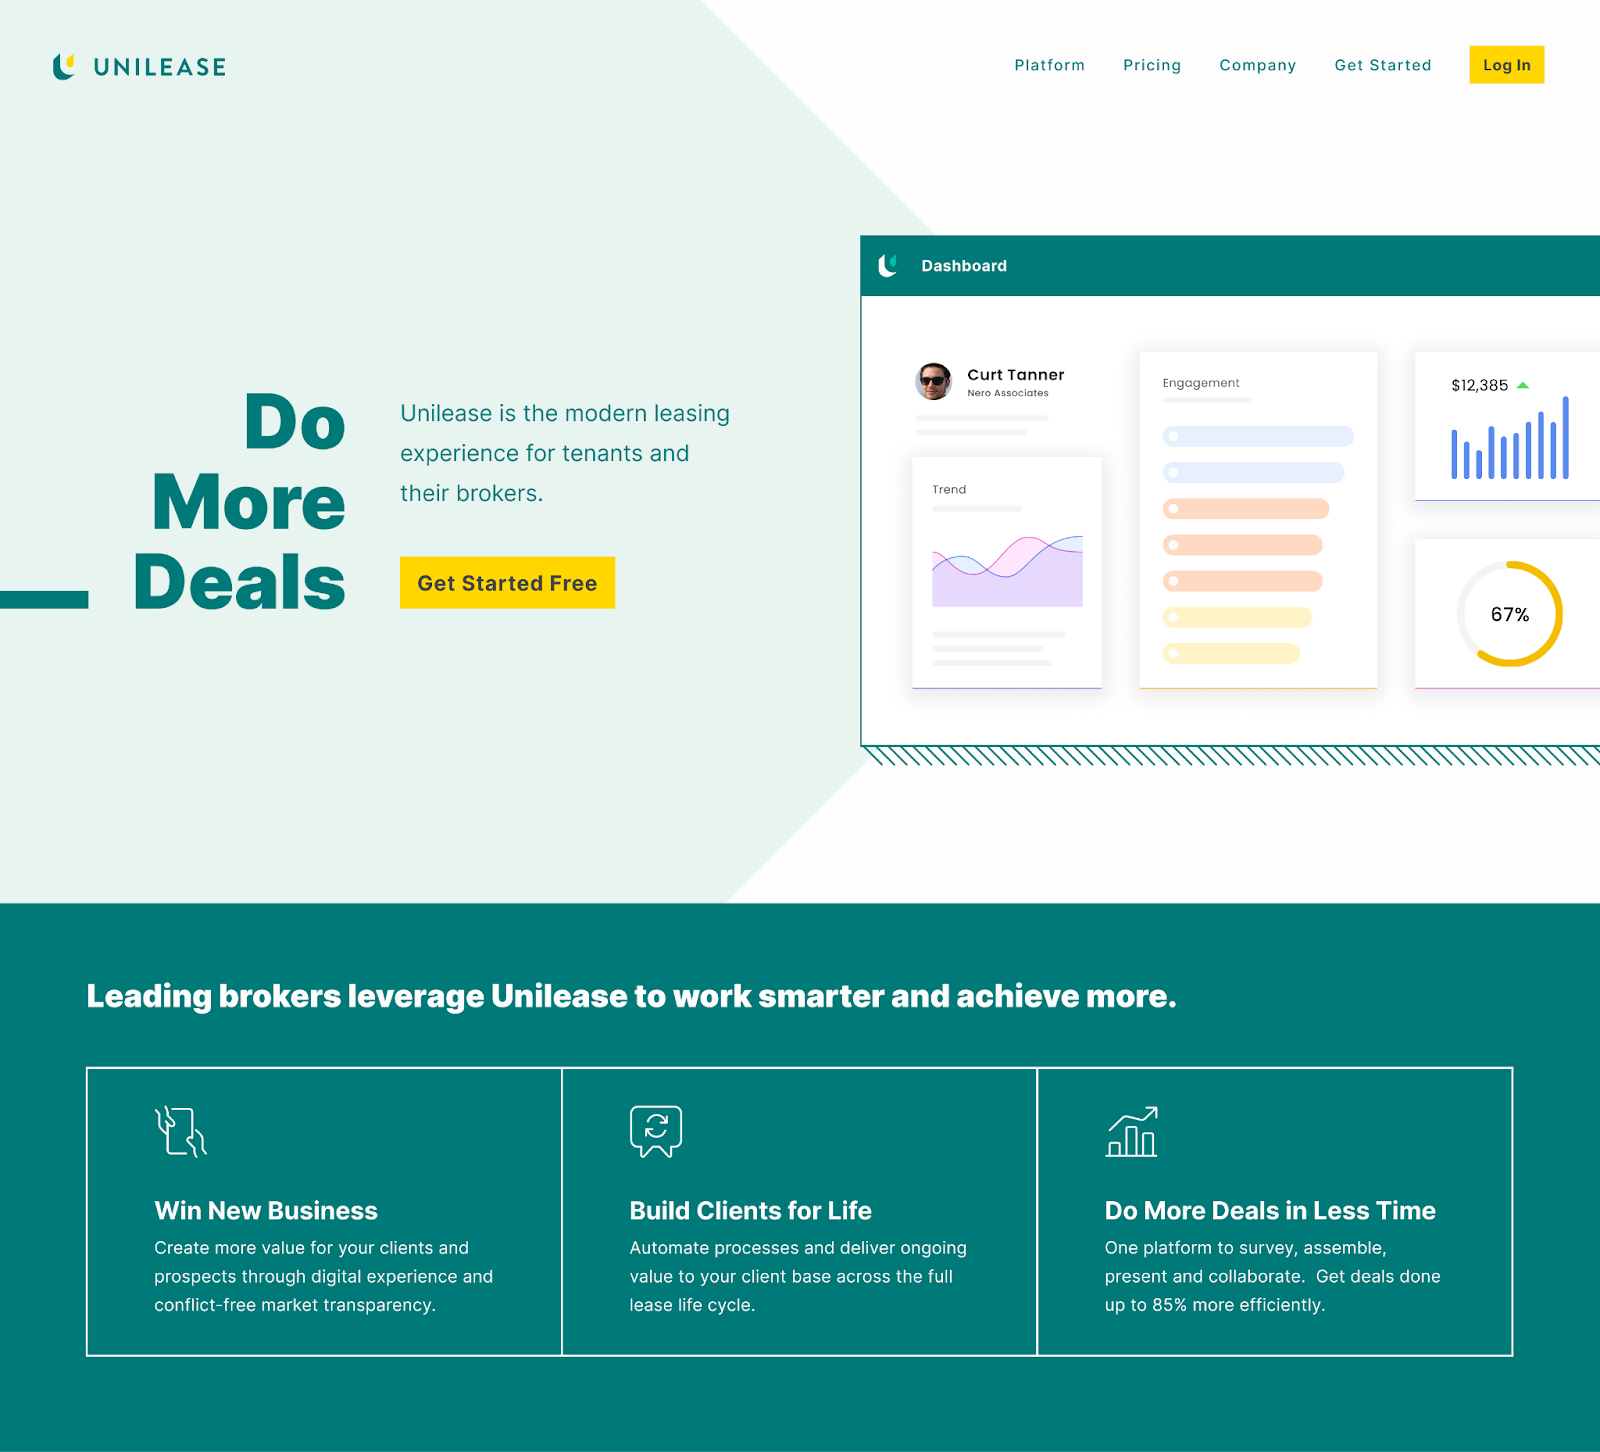 UNILEASE
Platform
Pricing
Company
Get Started
Log In
Do
More
Deals
Unilease is the modern leasing
experience for tenants and
their brokers.
Get Started Free
Dashboard
Curt Tanner
Nero Associates
Trend
Engagement
$12,385
67%
Leading brokers leverage Unilease to work smarter and achieve more.
Win New Business
Create more value for your clients and
prospects through digital experience and
conflict-free market transparency.
Build Clients for Life
Automate processes and deliver ongoing
value to your client base across the full
lease life cycle.
Do More Deals in Less Time
One platform to survey, assemble,
present and collaborate.  Get deals done
up to 85% more efficiently.